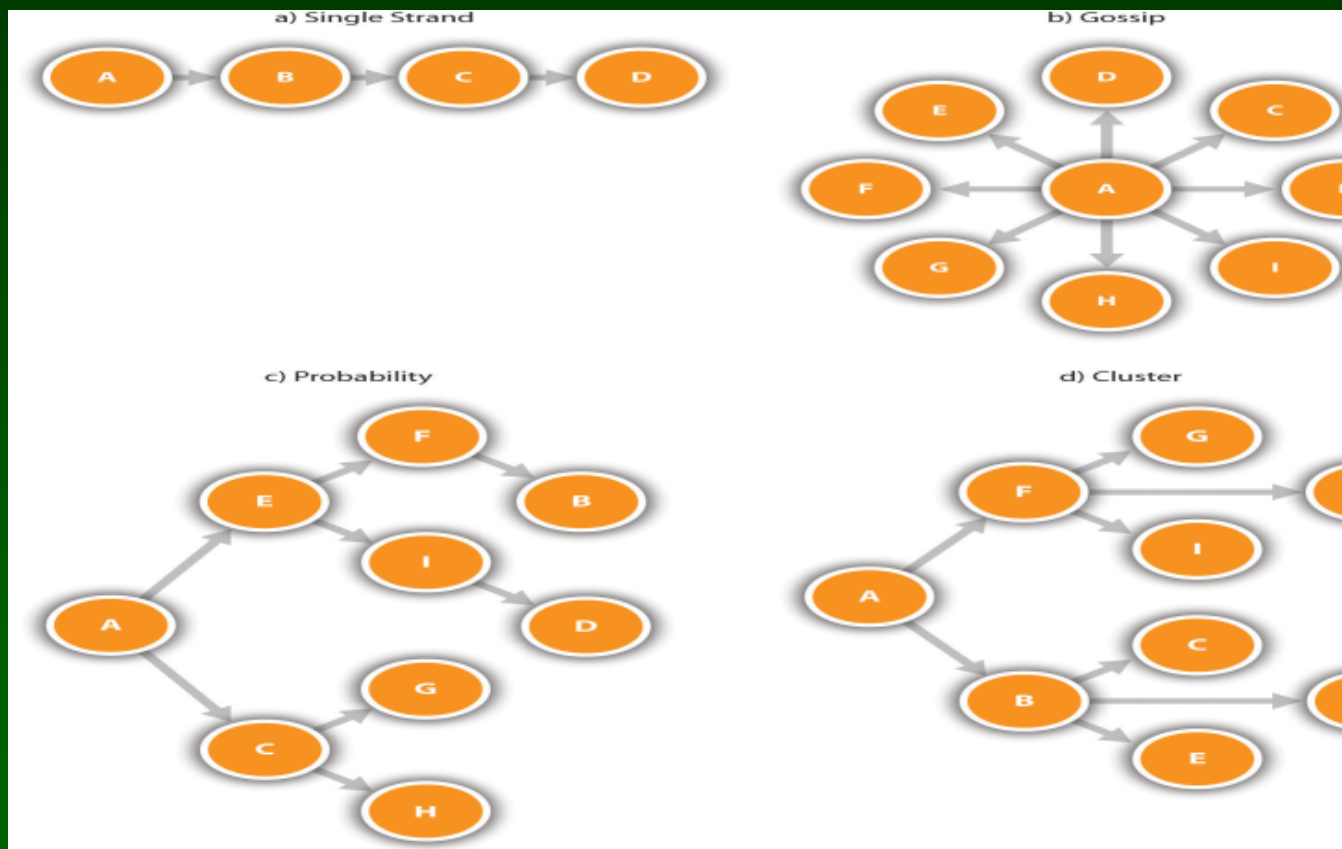 a) Single Strand
A B C D
b) Gossip
D
E C
F A
G I
H
c) Probability
F
E B
I
A D
G
C
H
d) Cluster
G
F
I
A
C
B
E